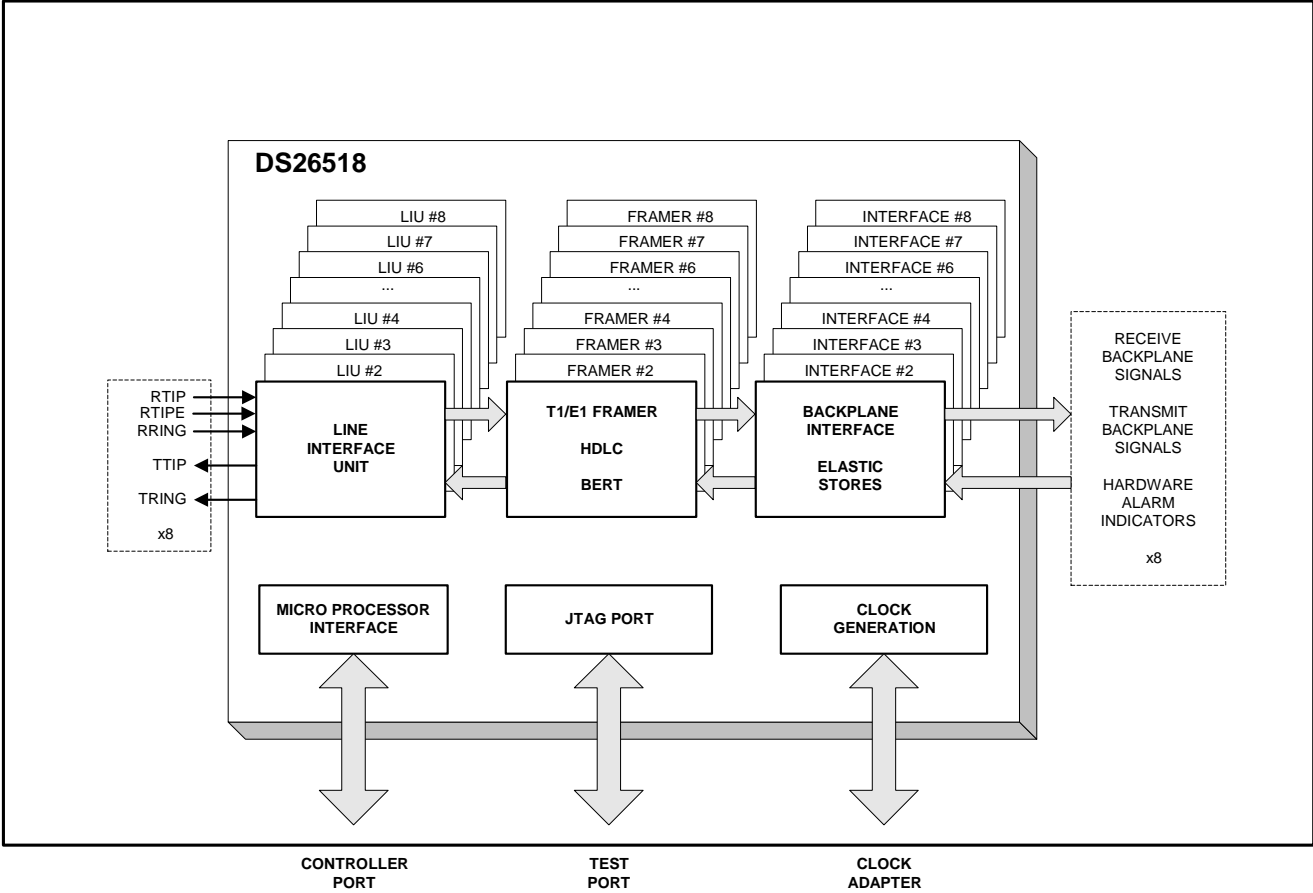 DS26518
LIU #8
LIU #7
LIU #6
...
LIU #4
LIU #3
LIU #2
LINE
INTERFACE
UNIT
FRAMER #8
FRAMER #7
FRAMER #6
...
FRAMER #4
FRAMER #3
FRAMER #2
T1/E1 FRAMER
HDLC
BERT
INTERFACE #8
INTERFACE #7
INTERFACE #6
...
INTERFACE #4
INTERFACE #3
INTERFACE #2
BACKPLANE
INTERFACE
ELASTIC
STORES
RTIP
RTIPE
RRING
TTIP
TRING
x8
RECEIVE
BACKPLANE
SIGNALS
TRANSMIT
BACKPLANE
SIGNALS
HARDWARE
ALARM
INDICATORS
x8
MICRO PROCESSOR
INTERFACE
JTAG PORT
CLOCK
GENERATION
CONTROLLER
PORT
TEST
PORT
CLOCK
ADAPTER